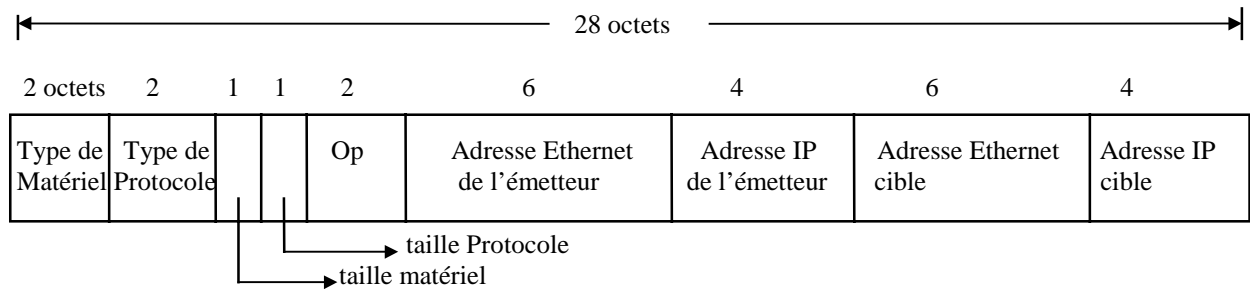 28 octets
2 octets 2 1 1 2 6 4 6 4
Type de Matériel
Type de Protocole
Op
Adresse Ethernet
de l’émetteur
Adresse IP
de l’émetteur
Adresse Ethernet
cible
Adresse IP
cible
taille Protocole
taille matériel